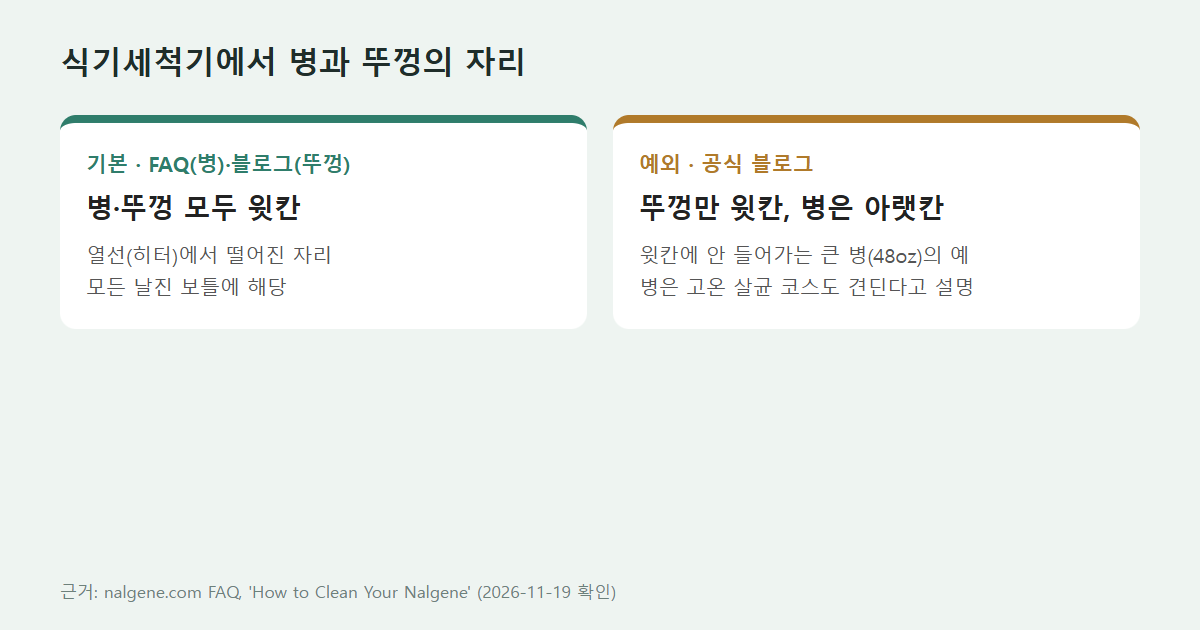 식기세척기에서 병과 뚜껑의 자리
기본 · FAQ(병)·블로그(뚜껑)
병·뚜껑 모두 윗칸
열선(히터)에서 떨어진 자리
모든 날진 보틀에 해당
예외 · 공식 블로그
뚜껑만 윗칸, 병은 아랫칸
윗칸에 안 들어가는 큰 병(48oz)의 예
병은 고온 살균 코스도 견딘다고 설명
근거: nalgene.com FAQ, 'How to Clean Your Nalgene' (2026-11-19 확인)